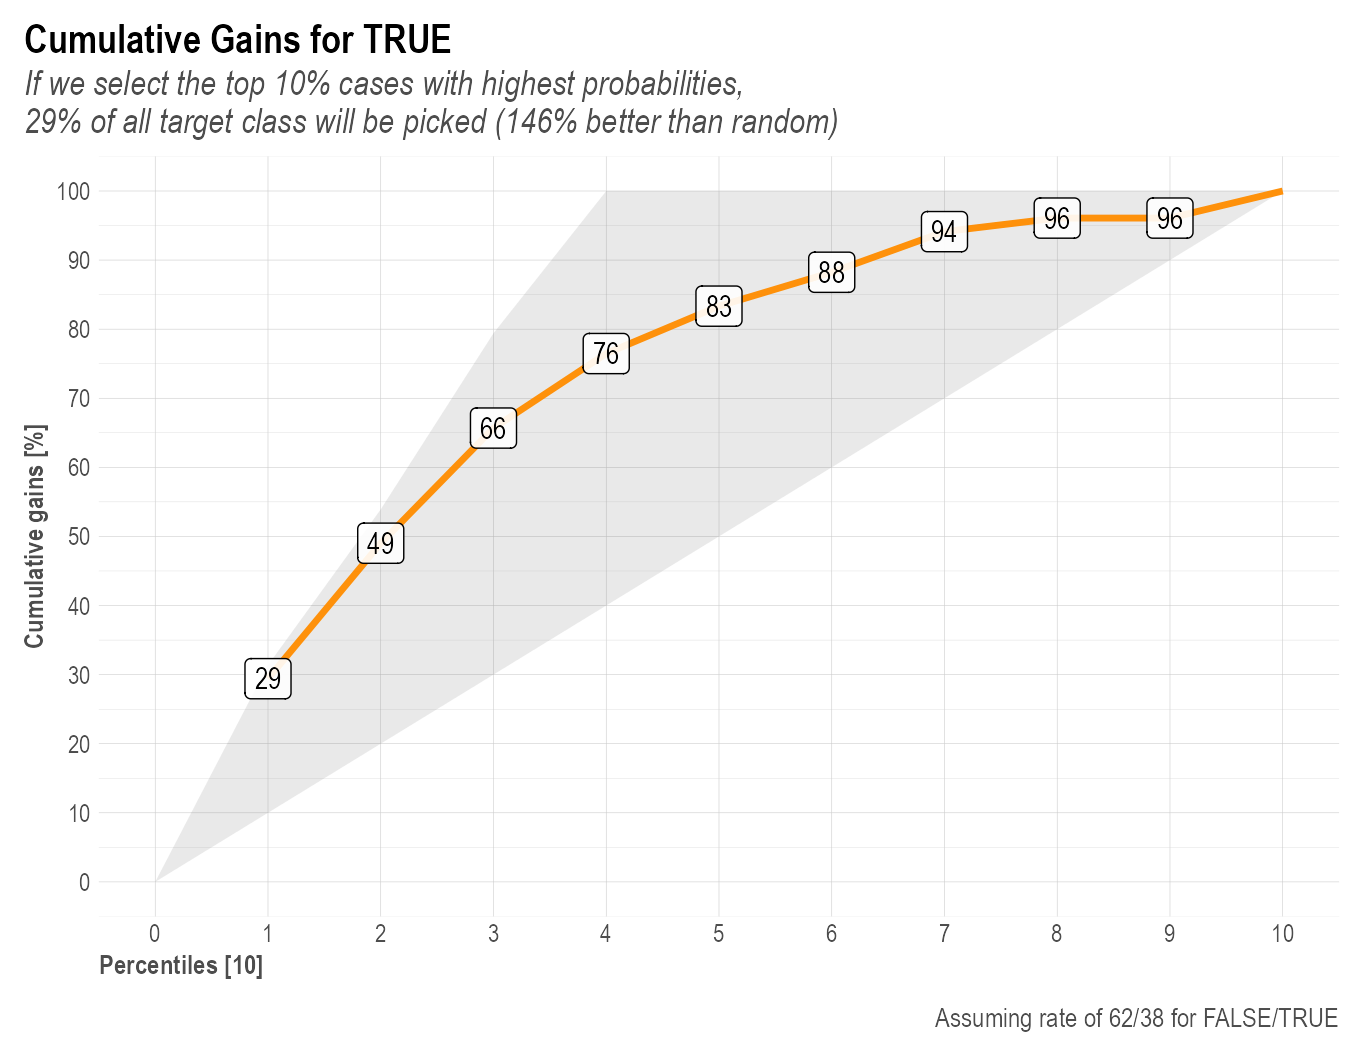 Cumulative Gains for TRUE
If we select the top 10% cases with highest probabilities,
29% of all target class will be picked (146% better than random)
Cumulative gains [%]
100
90
80
70
60
50
40
30
20
10
0
29
49
66
76
83
88
94
96
96
0 1 2 3 4 5 6 7 8 9 10
Percentiles [10]
Assuming rate of 62/38 for FALSE/TRUE